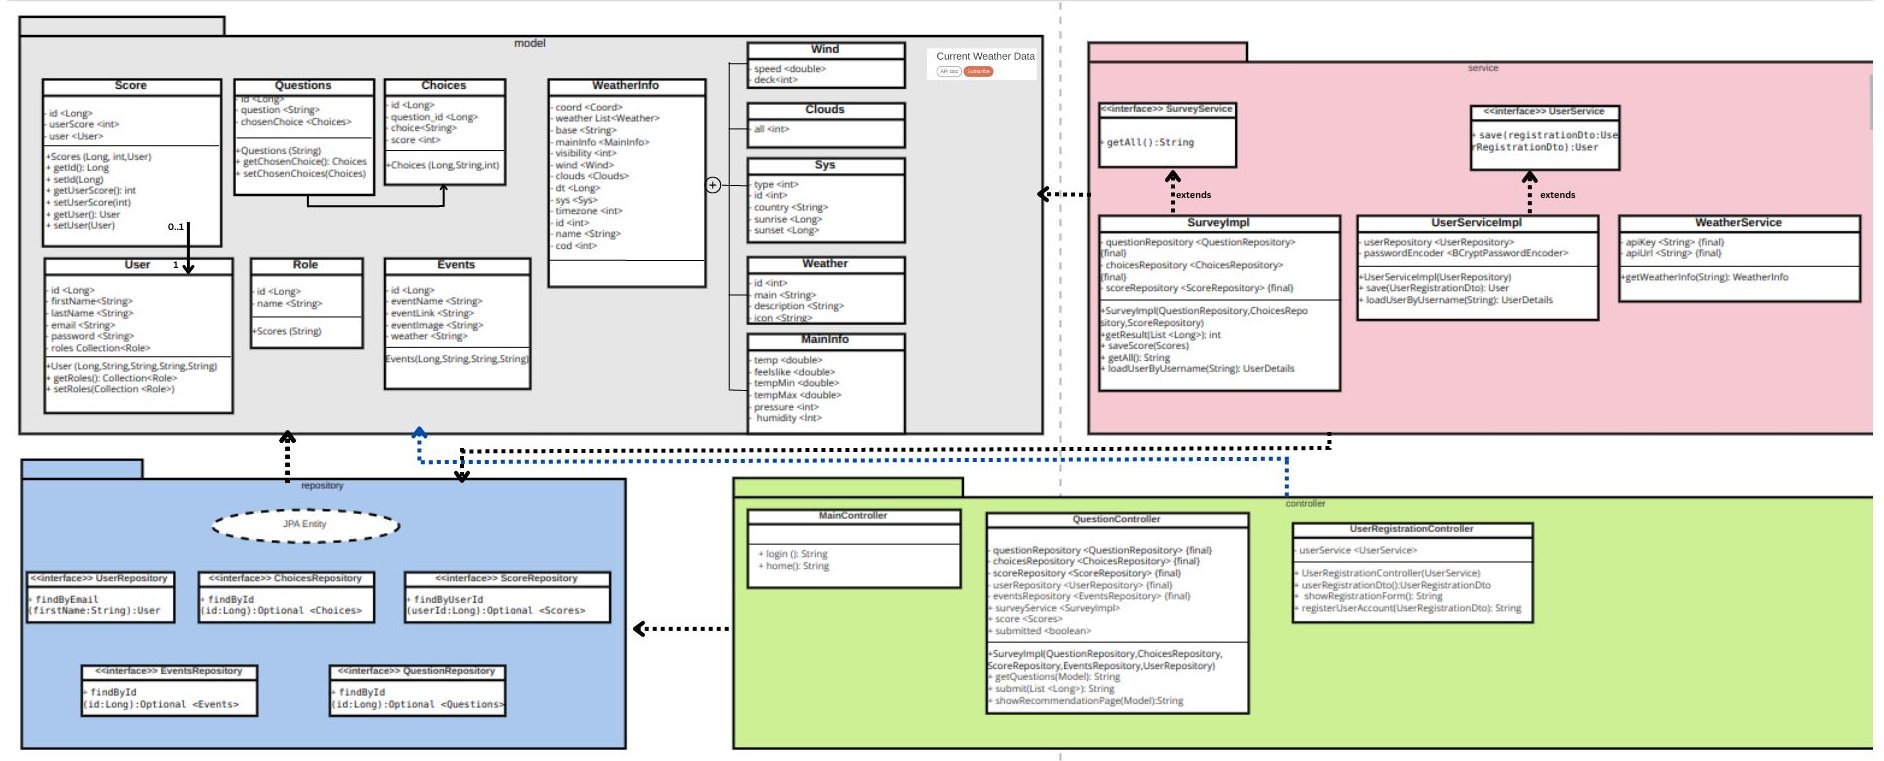 model
Score
- id <Long>
- userScore <int>
- user <User>
+Scores (Long, int,User)
+ getId(): Long
+ setId(Long)
+ getUserScore(): int
+ setUserScore(int)
+ getUser(): User
+ setUser(User)
0..1
1
Questions
- id <Long>
- question <String>
- chosenChoice <Choices>
+Questions (String)
+ getChosenChoice(): Choices
+ setChosenChoices(Choices)
Choices
- id <Long>
- question_id <Long>
- choice<String>
- score <int>
+Choices (Long,String,int)
WeatherInfo
- coord <Coord>
- weather List<Weather>
- base <String>
- mainInfo <MainInfo>
- visibility <int>
- wind <Wind>
- clouds <Clouds>
- dt <Long>
- sys <Sys>
- timezone <int>
- id <int>
- name <String>
- cod <int>
Wind
- speed <double>
- deck<int>
Clouds
- all <int>
Sys
- type <int>
- id <int>
- country <String>
- sunrise <Long>
- sunset <Long>
Weather
- id <int>
- main <String>
- description <String>
- icon <String>
MainInfo
- temp <double>
- feelslike <double>
- tempMin <double>
- tempMax <double>
- pressure <int>
- humidity <int>
Current Weather Data
API doc
Subscribe
User
- id <Long>
- firstName<String>
- lastName <String>
- email <String>
- password <String>
- roles Collection<Role>
+User (Long,String,String,String,String)
+ getRoles(): Collection<Role>
+ setRoles(Collection <Role>)
Role
- id <Long>
- name <String>
+Scores (String)
Events
- id <Long>
- eventName <String>
- eventLink <String>
- eventImage <String>
- weather <String>
Events(Long,String,String,String)
service
<<interface>> SurveyService
+ getAll():String
<<interface>> UserService
+ save(registrationDto:Use
rRegistrationDto):User
extends
extends
SurveyImpl
- questionRepository <QuestionRepository>
{final}
- choicesRepository <ChoicesRepository>
{final}
- scoreRepository <ScoreRepository> {final}
+SurveyImpl(QuestionRepository,ChoicesRepo
sitory,ScoreRepository)
+getResult(List <Long>): int
+ saveScore(Scores)
+ getAll(): String
+ loadUserByUsername(String): UserDetails
UserServiceImpl
- userRepository <UserRepository>
- passwordEncoder <BCryptPasswordEncoder>
+UserServiceImpl(UserRepository)
+ save(UserRegistrationDto): User
+ loadUserByUsername(String): UserDetails
WeatherService
- apiKey <String> {final}
- apiUrl <String> {final}
+getWeatherInfo(String): WeatherInfo
repository
JPA Entity
<<interface>> UserRepository
+ findByEmail
(firstName:String):User
<<interface>> ChoicesRepository
+ findById
(id:Long):Optional <Choices>
<<interface>> ScoreRepository
+ findByUserId
(userId:Long):Optional <Scores>
<<interface>> EventsRepository
+ findById
(id:Long):Optional <Events>
<<interface>> QuestionRepository
+ findById
(id:Long):Optional <Questions>
controller
MainController
+ login (): String
+ home(): String
QuestionController
- questionRepository <QuestionRepository> {final}
- choicesRepository <ChoicesRepository> {final}
- scoreRepository <ScoreRepository> {final}
- userRepository <UserRepository> {final}
- eventsRepository <EventsRepository> {final}
+ surveyService <SurveyImpl>
+ score <Scores>
+ submitted <boolean>
+SurveyImpl(QuestionRepository,ChoicesRepository,
ScoreRepository,EventsRepository,UserRepository)
+ getQuestions(Model): String
+ submit(List <Long>): String
+ showRecommendationPage(Model):String
UserRegistrationController
- userService <UserService>
+ UserRegistrationController(UserService)
+ userRegistrationDto():UserRegistrationDto
+ showRegistrationForm(): String
+ registerUserAccount(UserRegistrationDto): String